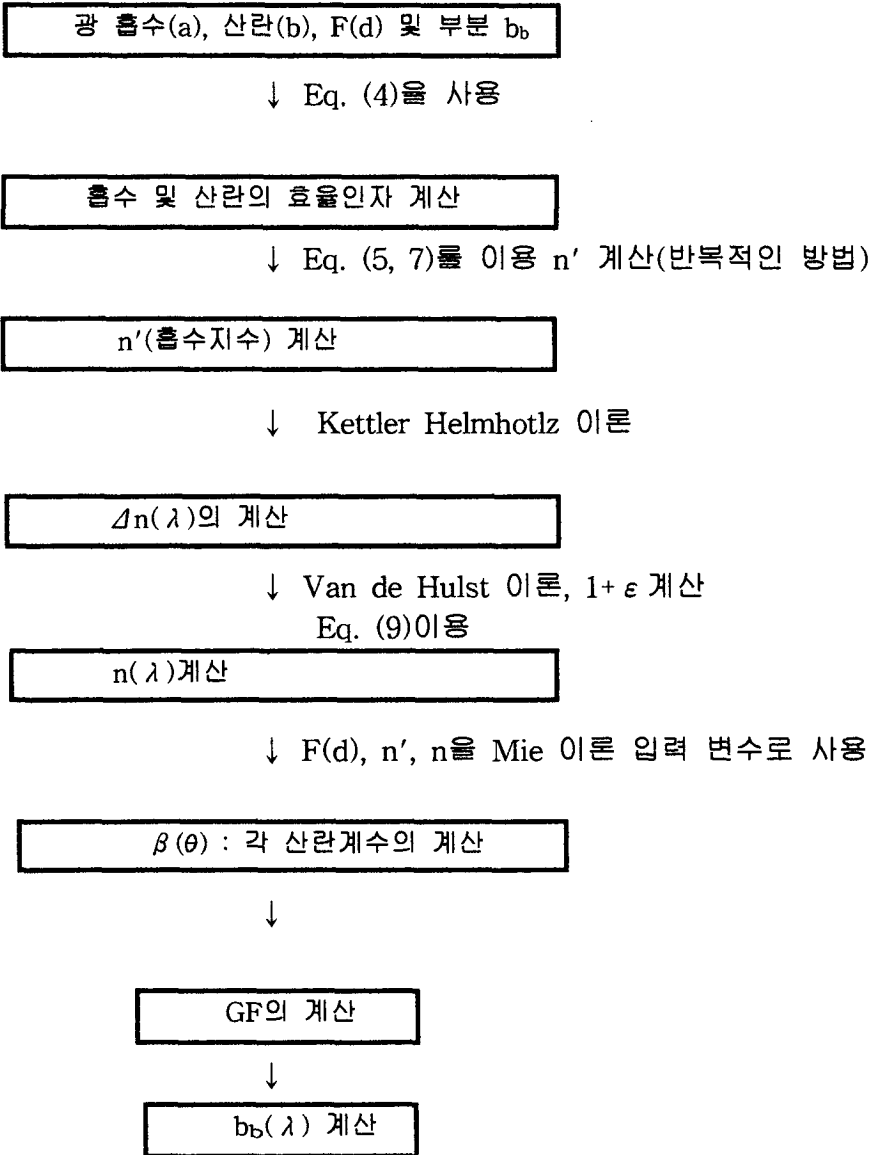 광 흡수(a), 산란(b), F(d) 및 부분 b_b
↓ Eq. (4)을 사용
흡수 및 산란의 효율인자 계산
↓ Eq. (5, 7)를 이용 n′ 계산(반복적인 방법)
n′(흡수지수) 계산
↓ Kettler Helmhotlz 이론
Δn(λ)의 계산
↓ Van de Hulst 이론, 1+ε 계산
Eq. (9)이용
n(λ)계산
↓ F(d), n′, n을 Mie 이론 입력 변수로 사용
β(θ) : 각 산란계수의 계산
↓
GF의 계산
↓
b_b(λ) 계산